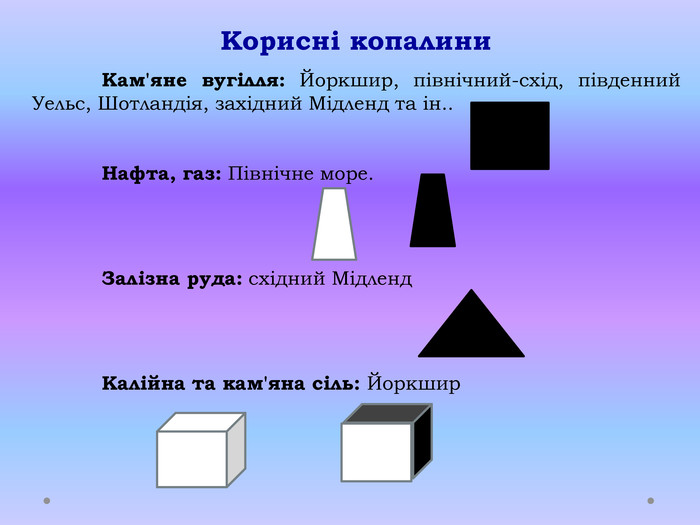 Корисні копалини
Кам'яне вугілля: Йоркшир, північний-схід, південний
Уельс, Шотландія, західний Мідленд та ін..
Нафта, газ: Північне море.
Залізна руда: східний Мідленд
Калійна та кам'яна сіль: Йоркшир